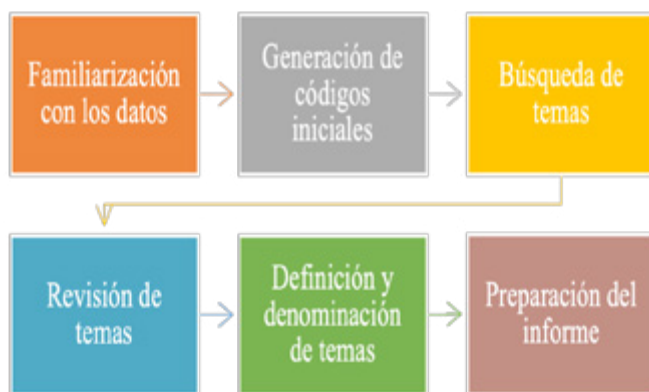 Familiarización
con los datos
Generación de
códigos
iniciales
Búsqueda de
temas
Revisión de
temas
Definición y
denominación
de temas
Preparación del
informe